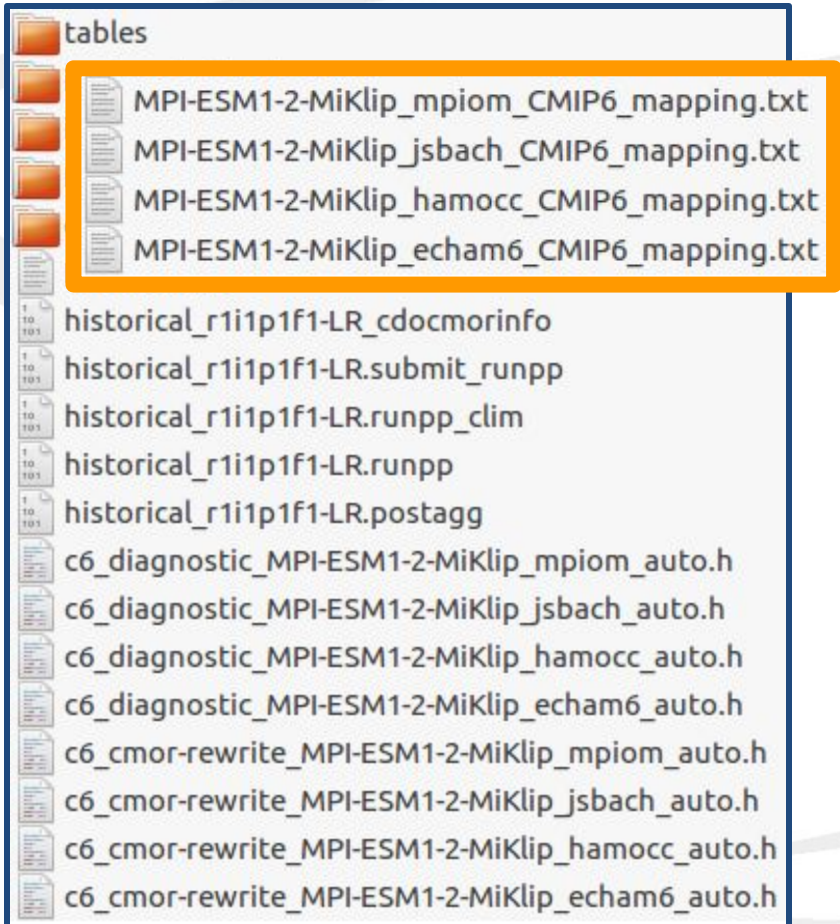 tables
MPI-ESM1-2-MiKlip_mpiom_CMIP6_mapping.txt
MPI-ESM1-2-MiKlip_jsbach_CMIP6_mapping.txt
MPI-ESM1-2-MiKlip_hamocc_CMIP6_mapping.txt
MPI-ESM1-2-MiKlip_echam6_CMIP6_mapping.txt
historical_r1i1p1f1-LR_cdocmorinfo
historical_r1i1p1f1-LR.submit_runpp
historical_r1i1p1f1-LR.runpp_clim
historical_r1i1p1f1-LR.runpp
historical_r1i1p1f1-LR.postagg
c6_diagnostic_MPI-ESM1-2-MiKlip_mpiom_auto.h
c6_diagnostic_MPI-ESM1-2-MiKlip_jsbach_auto.h
c6_diagnostic_MPI-ESM1-2-MiKlip_hamocc_auto.h
c6_diagnostic_MPI-ESM1-2-MiKlip_echam6_auto.h
c6_cmor-rewrite_MPI-ESM1-2-MiKlip_mpiom_auto.h
c6_cmor-rewrite_MPI-ESM1-2-MiKlip_jsbach_auto.h
c6_cmor-rewrite_MPI-ESM1-2-MiKlip_hamocc_auto.h
c6_cmor-rewrite_MPI-ESM1-2-MiKlip_echam6_auto.h